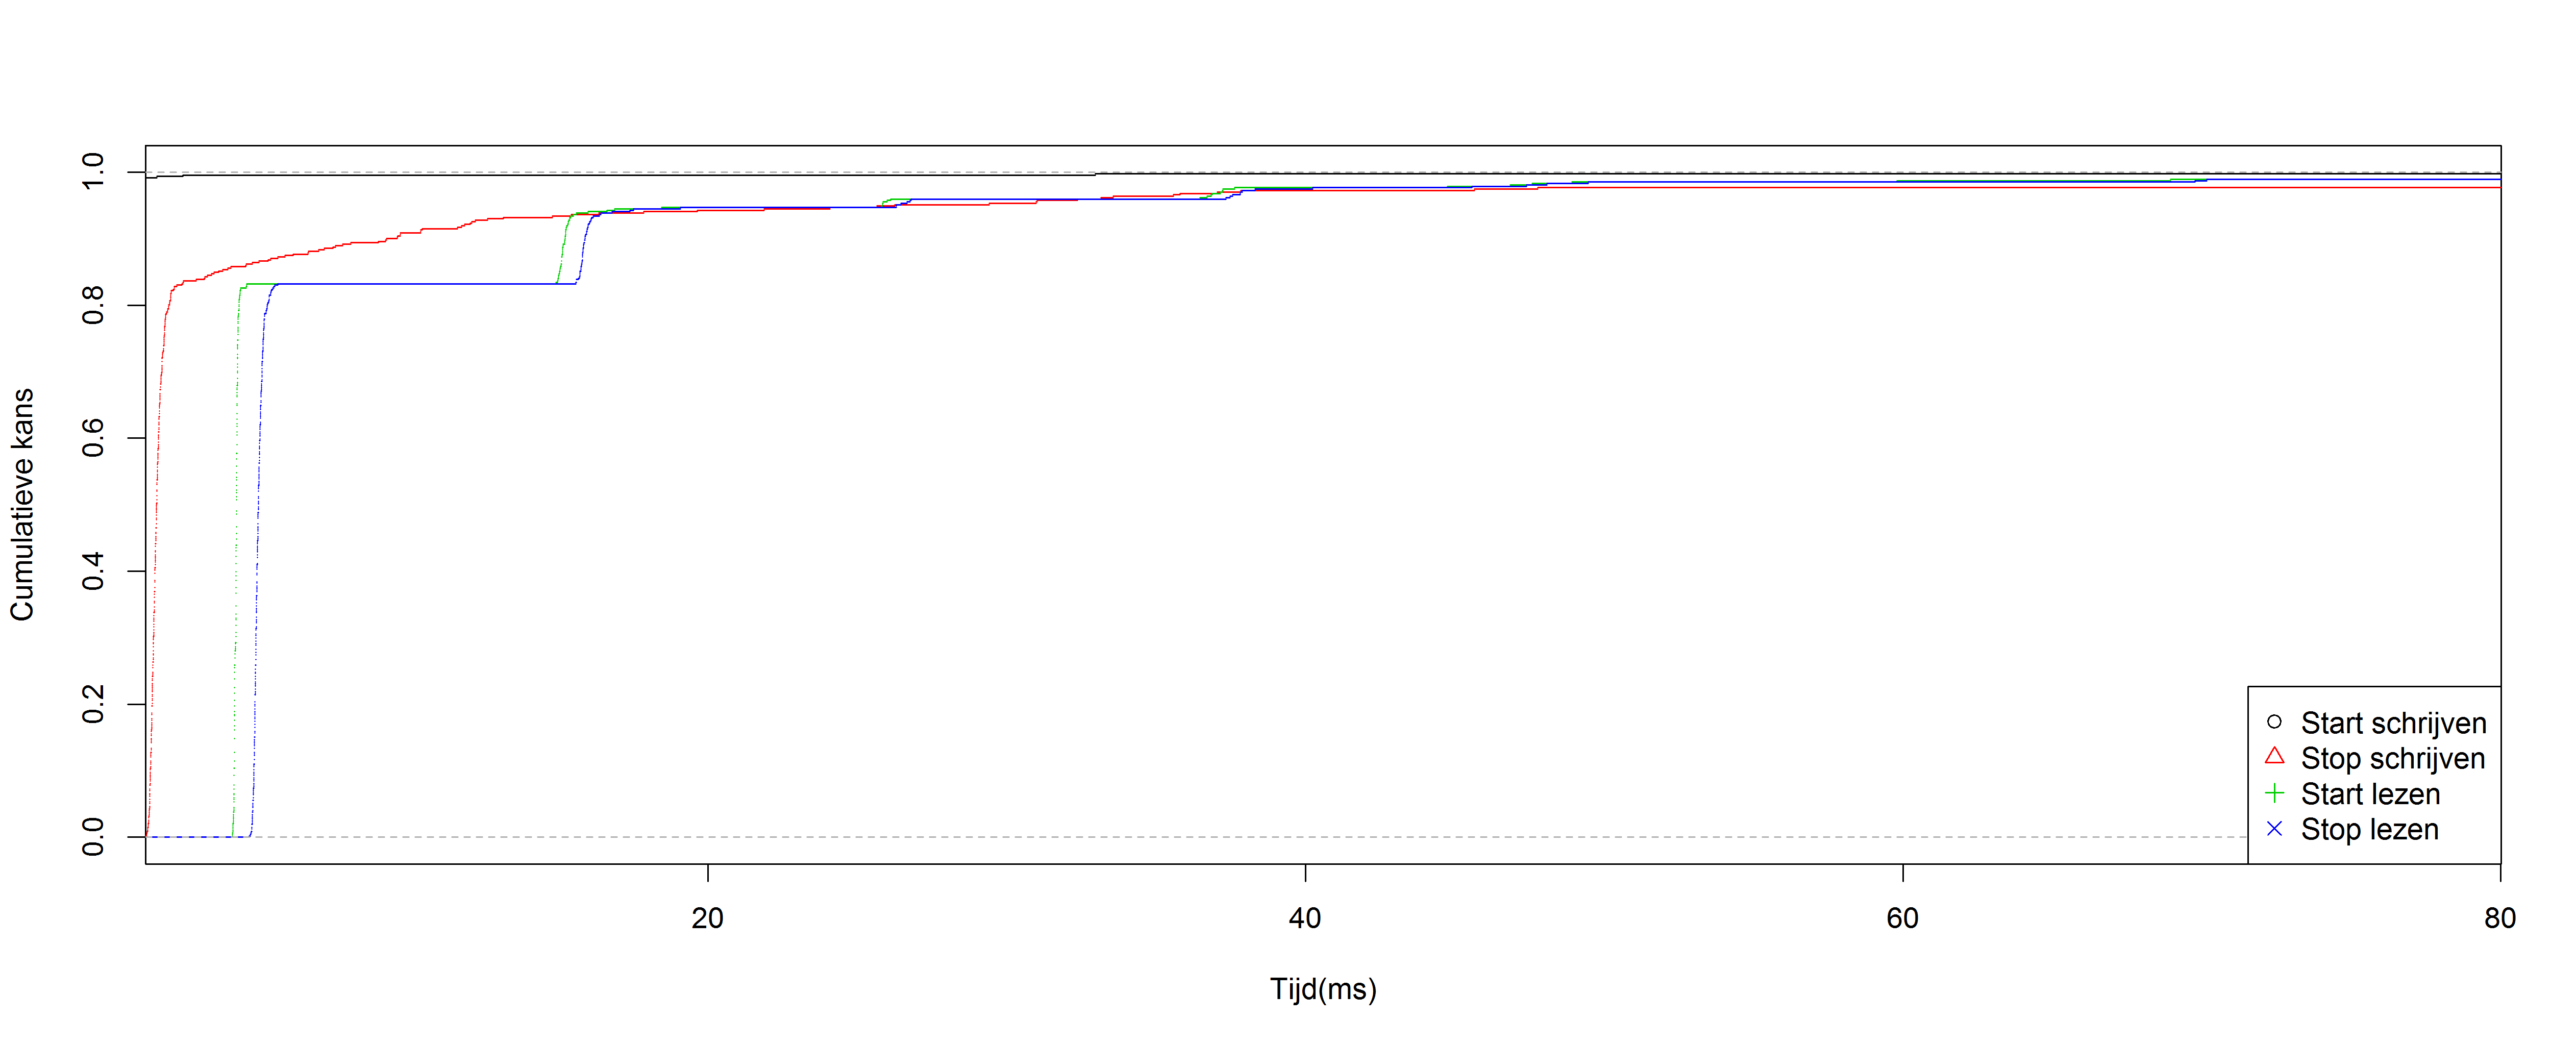 1.0
0.8
0.6
0.4
0.2
0.0
Cumulatieve kans
20 40 60 80
Tijd(ms)
Start schrijven
Stop schrijven
Start lezen
Stop lezen